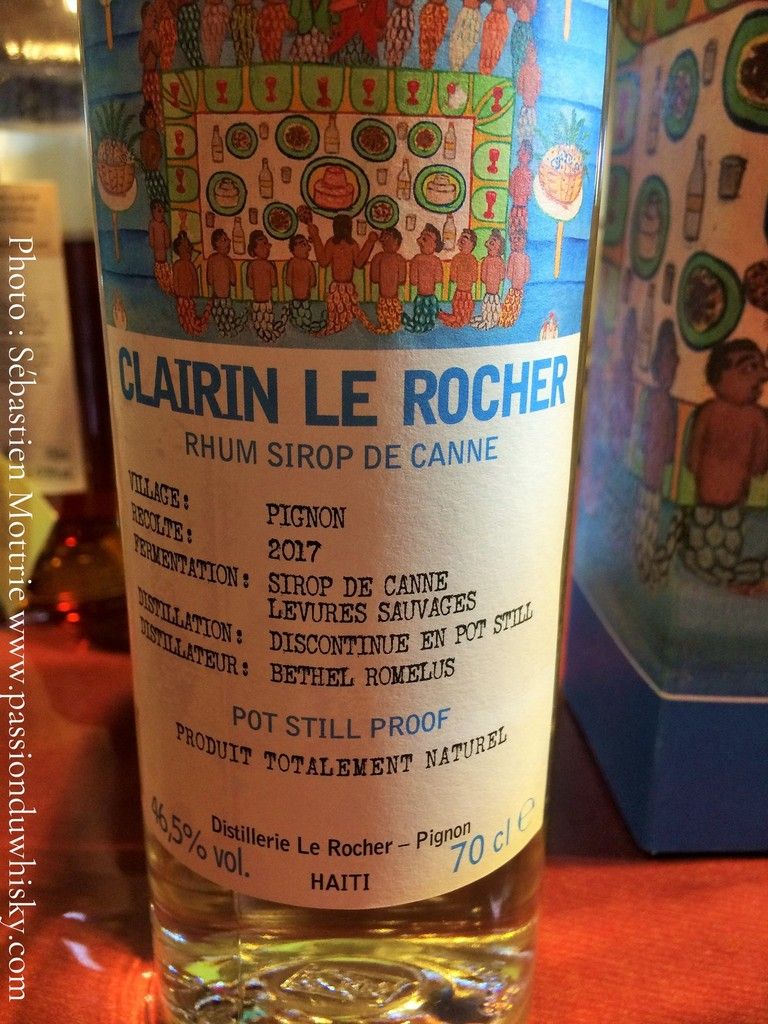 CLAIRIN LE ROCHER
RHUM SIROP DE CANNE
VILLAGE: PIGNON
RECOLTE: 2017
FERMENTATION: SIROP DE CANNE
LEVURES SAUVAGES
DISTILLATION: DISCONTINUE EN POT STILL
DISTILLATEUR: BETHEL ROMELUS
POT STILL PROOF
PRODUIT TOTALEMENT NATUREL
46,5% vol.
Distillerie Le Rocher – Pignon
70 cl e
HAITI
Photo : Sébastien Mottrie www.passionduwhisky.com